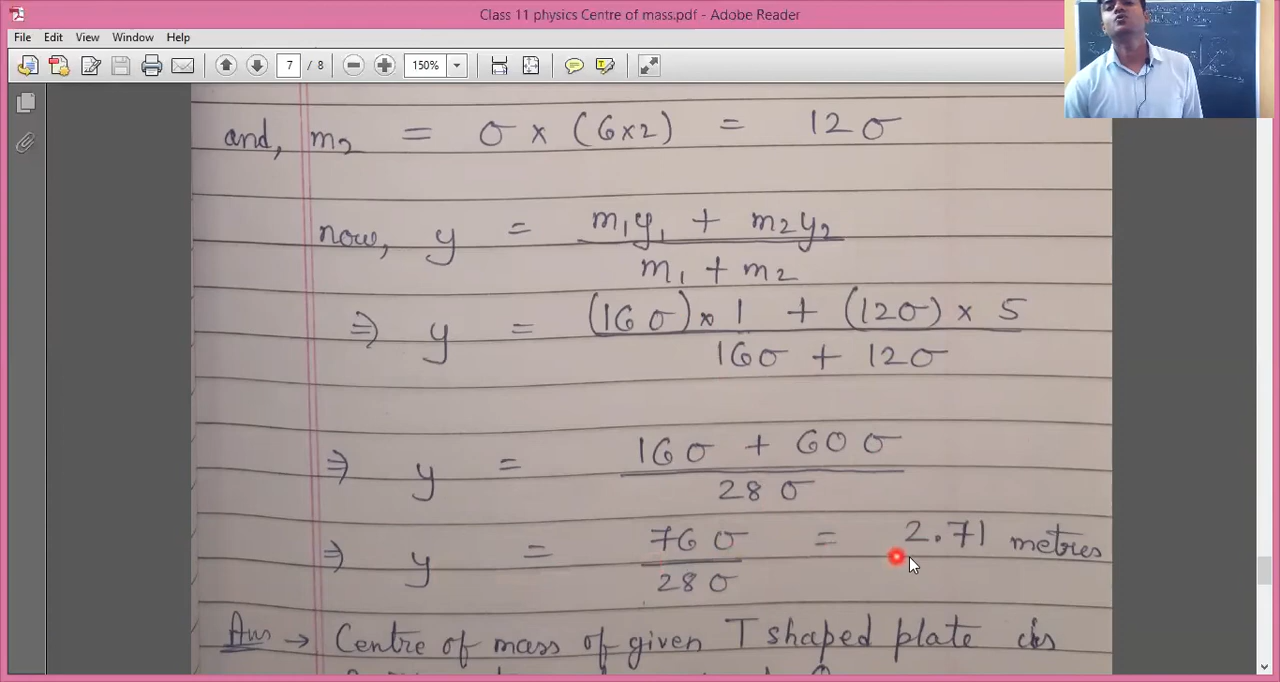 Class 11 physics Centre of mass.pdf - Adobe Reader
File Edit View Window Help
7 / 8 150%
and, m₂ = σ × (6×2) = 12σ
now, y = m₁y₁ + m₂y₂
m₁ + m₂
⇒ y = (16σ) × 1 + (12σ) × 5
16σ + 12σ
⇒ y = 16σ + 60σ
28σ
⇒ y = 76σ = 2.71 metres
28σ
Ans → Centre of mass of given T shaped plate is